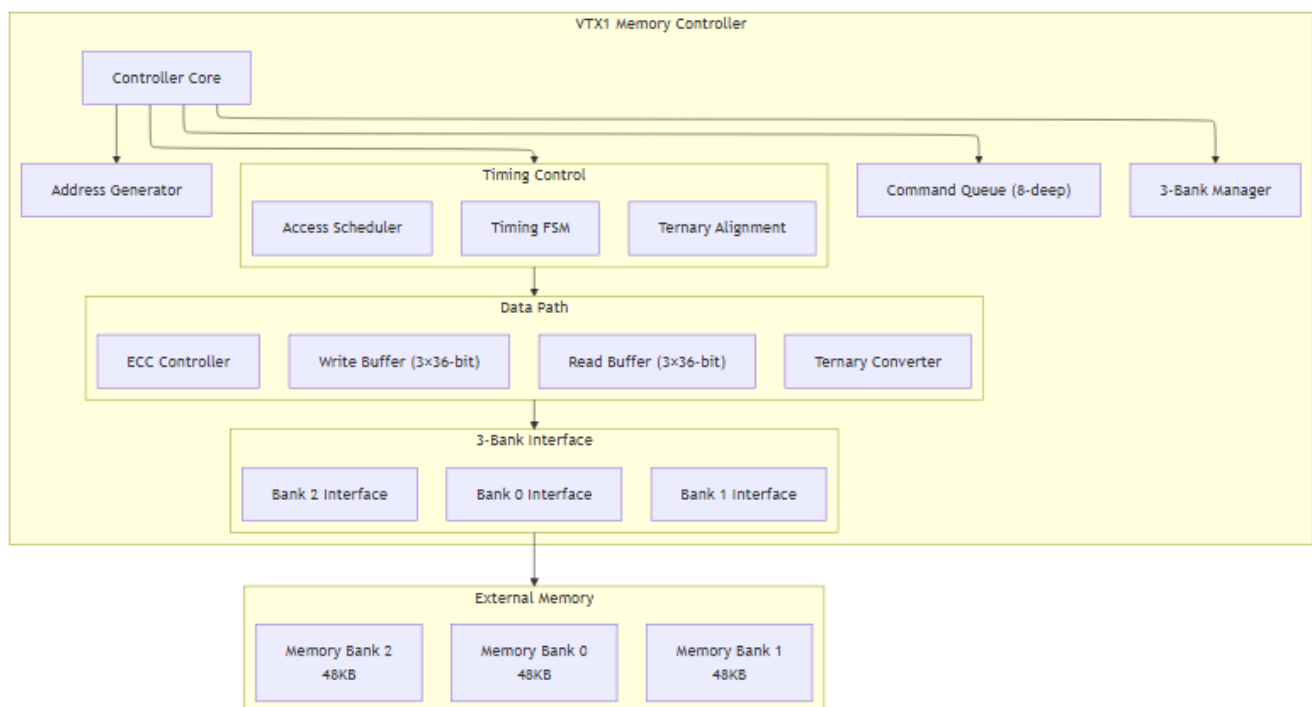 VTX1 Memory Controller
Controller Core
Address Generator
Timing Control
Access Scheduler
Timing FSM
Ternary Alignment
Command Queue (8-deep)
3-Bank Manager
Data Path
ECC Controller
Write Buffer (3×36-bit)
Read Buffer (3×36-bit)
Ternary Converter
3-Bank Interface
Bank 2 Interface
Bank 0 Interface
Bank 1 Interface
External Memory
Memory Bank 2
48KB
Memory Bank 0
48KB
Memory Bank 1
48KB